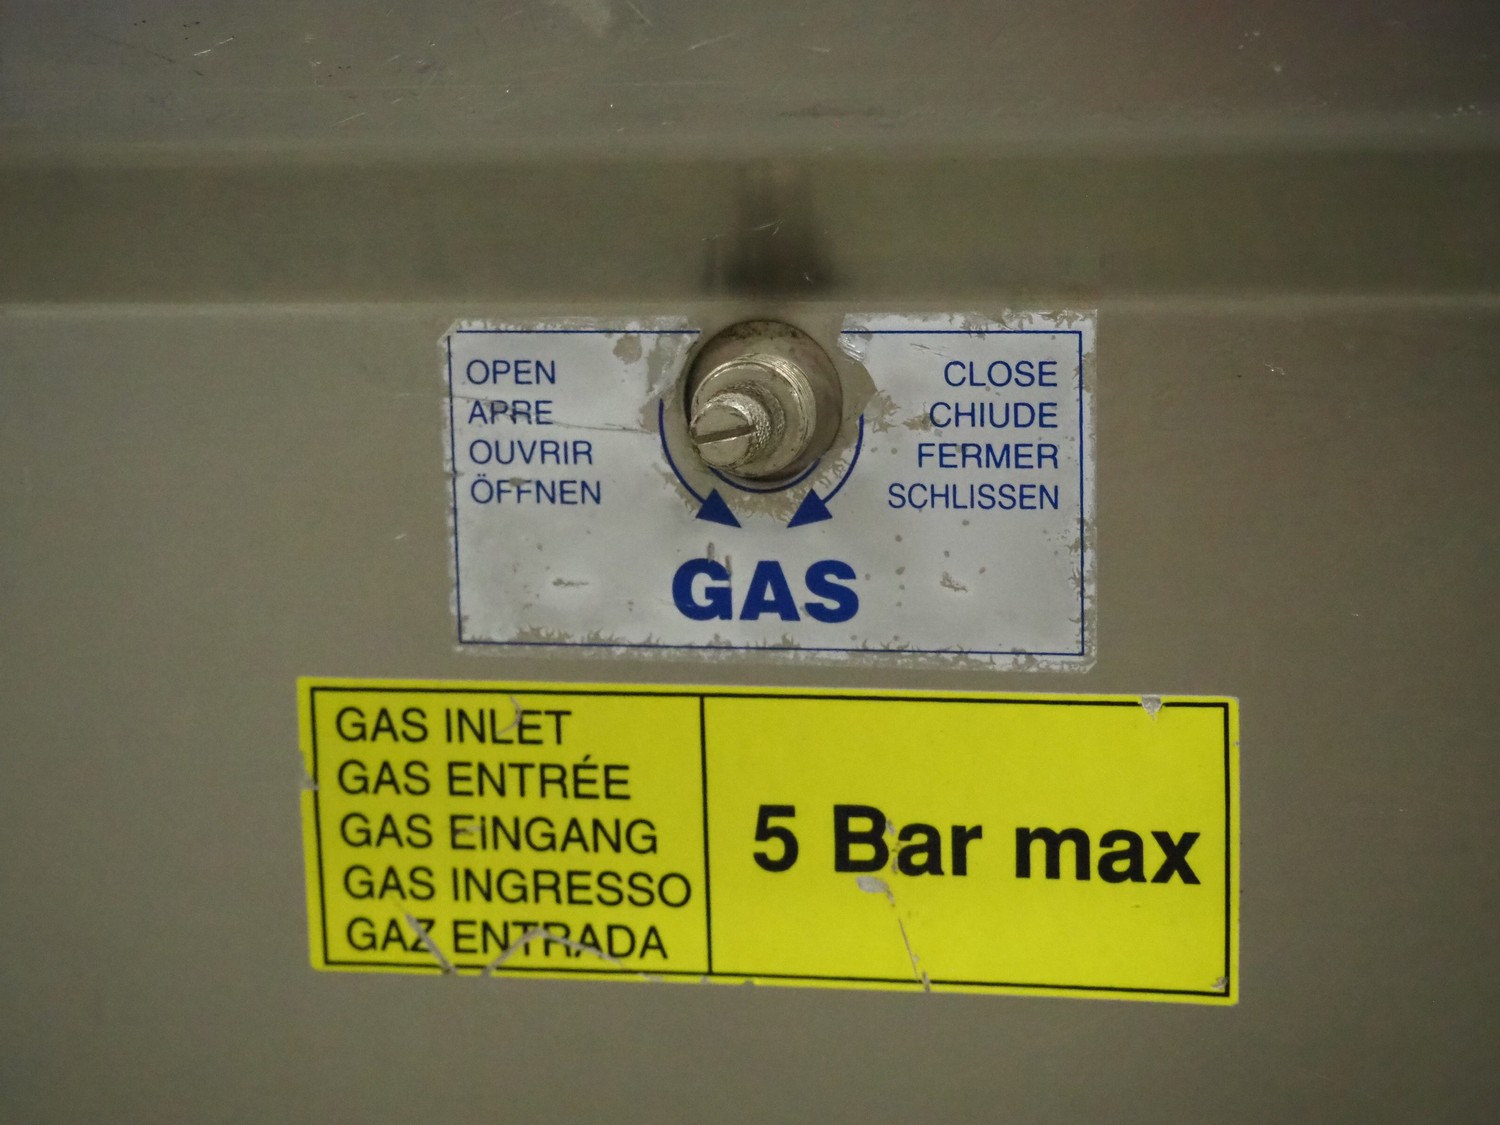 OPEN
APRE
OUVRIR
ÖFFNEN
CLOSE
CHIUDE
FERMER
SCHLISSEN
GAS
GAS INLET
GAS ENTRÉE
GAS EINGANG
GAS INGRESSO
GAZ ENTRADA
5 Bar max